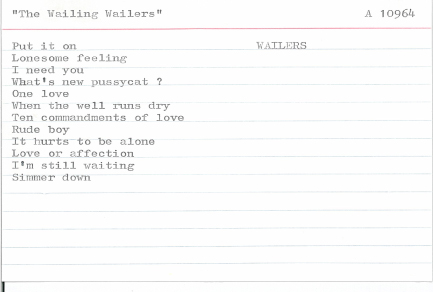 "The Wailing Wailers" A 10964
Put it on WAILERS
Lonesome feeling
I need you
What's new pussycat ?
One love
When the well runs dry
Ten commandments of love
Rude boy
It hurts to be alone
Love or affection
I'm still waiting
Simmer down